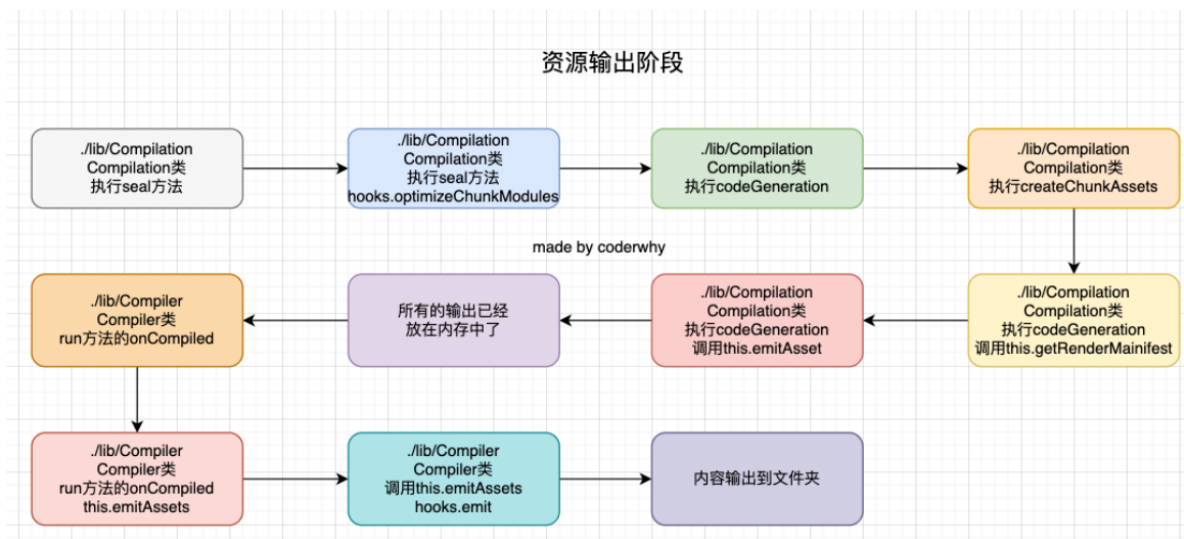 资源输出阶段
./lib/Compilation
Compilation类
执行seal方法
./lib/Compilation
Compilation类
执行seal方法
hooks.optimizeChunkModules
./lib/Compilation
Compilation类
执行codeGeneration
./lib/Compilation
Compilation类
执行createChunkAssets
made by coderwhy
./lib/Compilation
Compilation类
执行codeGeneration
调用this.getRenderMainifest
./lib/Compilation
Compilation类
执行codeGeneration
调用this.emitAsset
所有的输出已经
放在内存中了
./lib/Compiler
Compiler类
run方法的onCompiled
./lib/Compiler
Compiler类
run方法的onCompiled
this.emitAssets
./lib/Compiler
Compiler类
调用this.emitAssets
hooks.emit
内容输出到文件夹